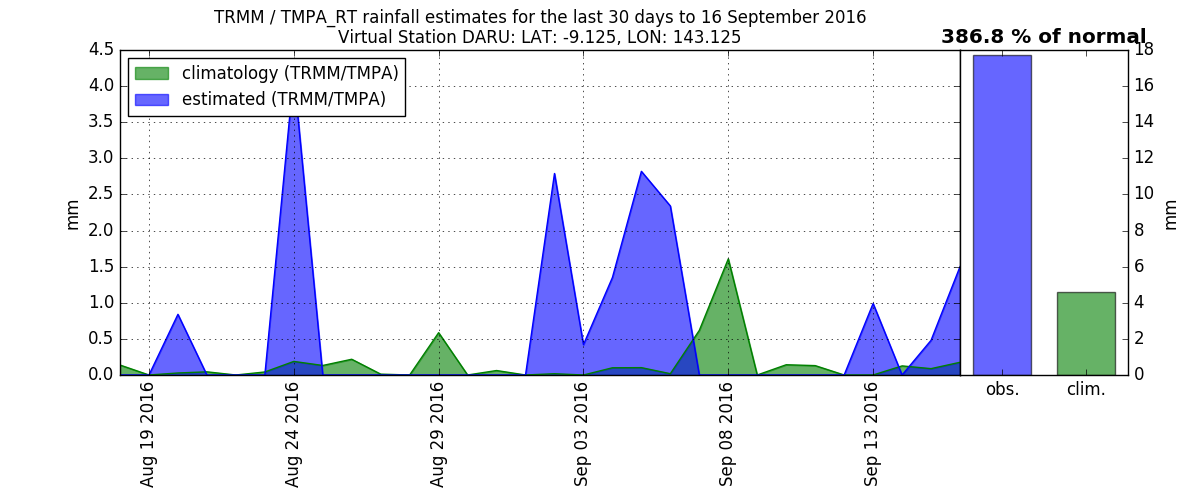 TRMM / TMPA_RT rainfall estimates for the last 30 days to 16 September 2016
Virtual Station DARU: LAT: -9.125, LON: 143.125
386.8 % of normal
climatology (TRMM/TMPA)
estimated (TRMM/TMPA)
mm
4.5
4.0
3.5
3.0
2.5
2.0
1.5
1.0
0.5
0.0
Aug 19 2016
Aug 24 2016
Aug 29 2016
Sep 03 2016
Sep 08 2016
Sep 13 2016
obs.
clim.
18
16
14
12
10
8
6
4
2
0
mm